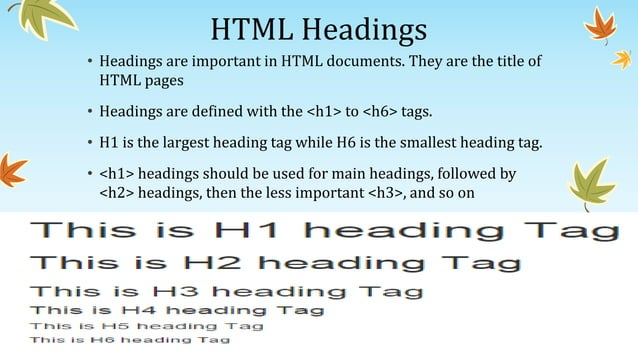 HTML Headings
• Headings are important in HTML documents. They are the title of
HTML pages
• Headings are defined with the <h1> to <h6> tags.
• H1 is the largest heading tag while H6 is the smallest heading tag.
• <h1> headings should be used for main headings, followed by
<h2> headings, then the less important <h3>, and so on
This is H1 heading Tag
This is H2 heading Tag
This is H3 heading Tag
This is H4 heading Tag
This is H5 heading Tag
This is H6 heading Tag